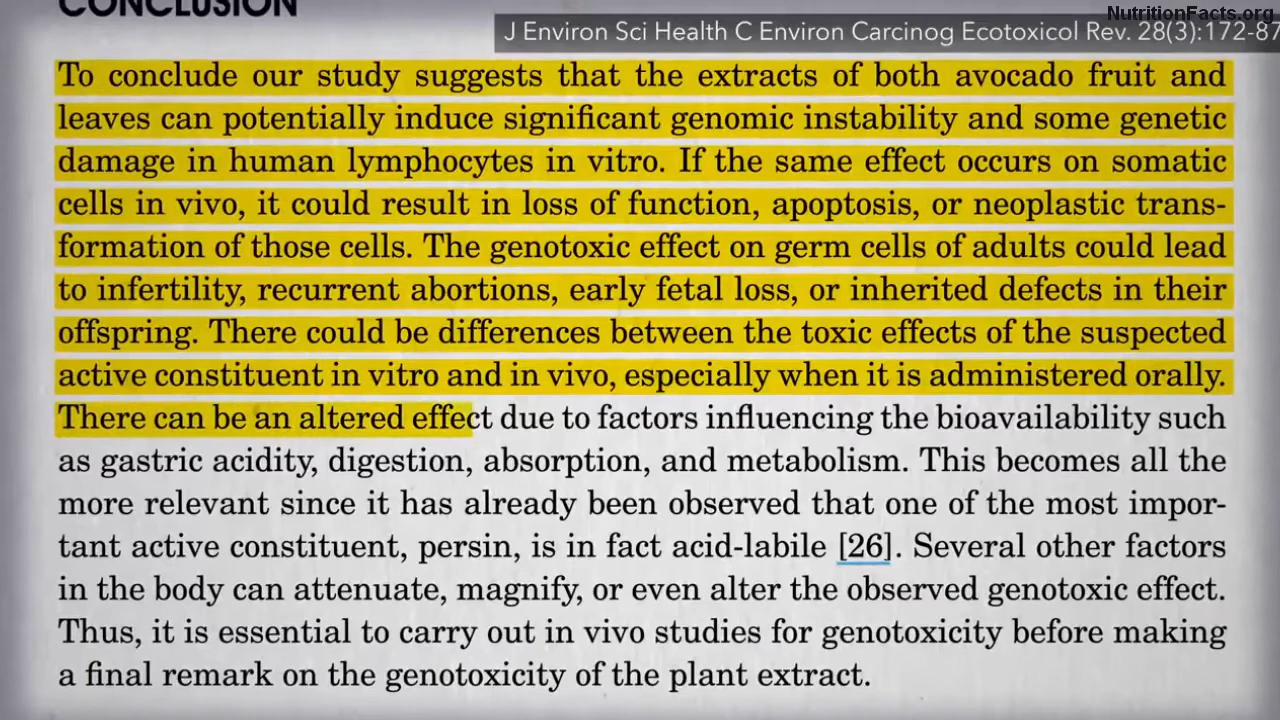 CONCLUSION
NutritionFacts.org
J Environ Sci Health C Environ Carcinog Ecotoxicol Rev. 28(3):172-87
To conclude our study suggests that the extracts of both avocado fruit and
leaves can potentially induce significant genomic instability and some genetic
damage in human lymphocytes in vitro. If the same effect occurs on somatic
cells in vivo, it could result in loss of function, apoptosis, or neoplastic trans-
formation of those cells. The genotoxic effect on germ cells of adults could lead
to infertility, recurrent abortions, early fetal loss, or inherited defects in their
offspring. There could be differences between the toxic effects of the suspected
active constituent in vitro and in vivo, especially when it is administered orally.
There can be an altered effect due to factors influencing the bioavailability such
as gastric acidity, digestion, absorption, and metabolism. This becomes all the
more relevant since it has already been observed that one of the most impor-
tant active constituent, persin, is in fact acid-labile [26]. Several other factors
in the body can attenuate, magnify, or even alter the observed genotoxic effect.
Thus, it is essential to carry out in vivo studies for genotoxicity before making
a final remark on the genotoxicity of the plant extract.